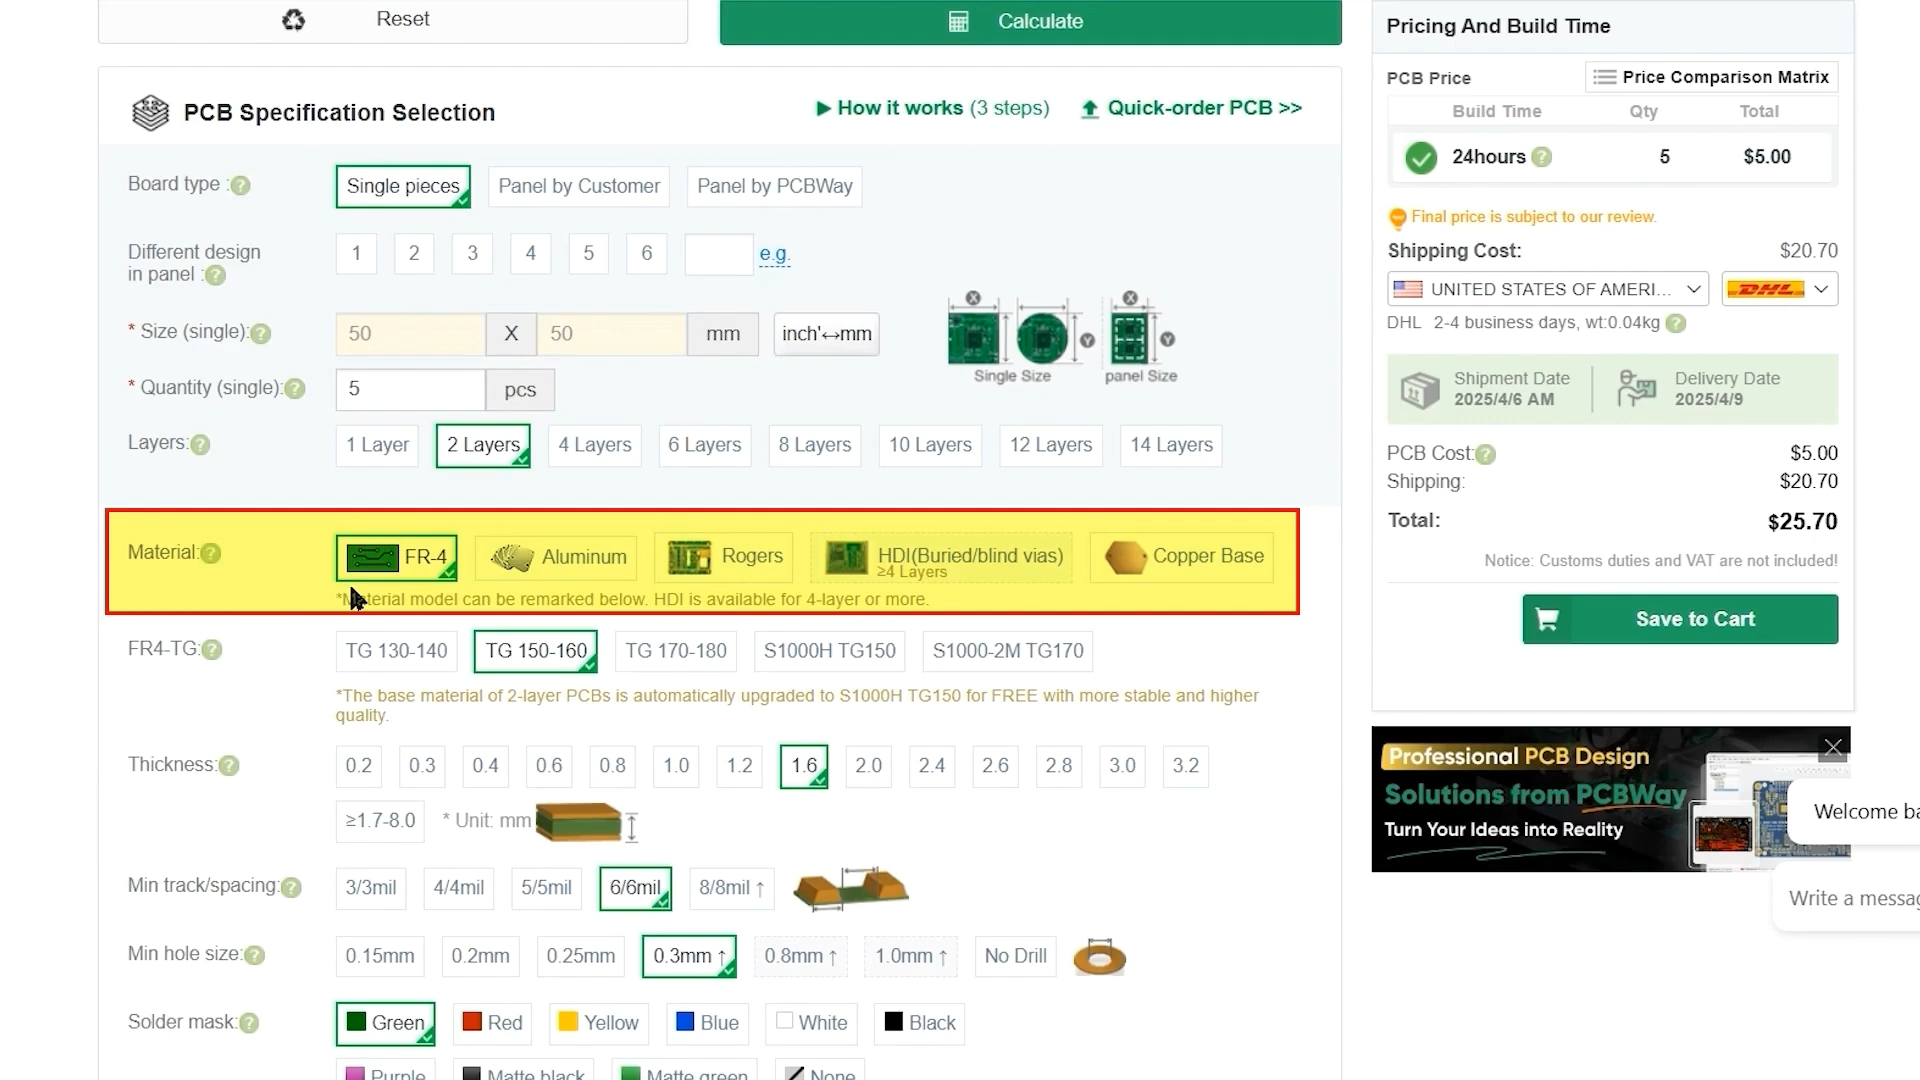 Reset
Calculate
PCB Specification Selection
How it works (3 steps)
Quick-order PCB >>
Board type :
Single pieces
Panel by Customer
Panel by PCBWay
Different design
in panel :
1 2 3 4 5 6
e.g.
* Size (single):
50 X 50 mm
inch'↔mm
X X
Y Y
Single Size
panel Size
* Quantity (single):
5 pcs
Layers:
1 Layer 2 Layers 4 Layers 6 Layers 8 Layers 10 Layers 12 Layers 14 Layers
Material:
FR-4
Aluminum
Rogers
HDI(Buried/blind vias)
≥4 Layers
Copper Base
*Material model can be remarked below. HDI is available for 4-layer or more.
FR4-TG:
TG 130-140 TG 150-160 TG 170-180 S1000H TG150 S1000-2M TG170
*The base material of 2-layer PCBs is automatically upgraded to S1000H TG150 for FREE with more stable and higher
quality.
Thickness:
0.2 0.3 0.4 0.6 0.8 1.0 1.2 1.6 2.0 2.4 2.6 2.8 3.0 3.2
≥1.7-8.0 * Unit: mm
Min track/spacing:
3/3mil 4/4mil 5/5mil 6/6mil 8/8mil ↑
Min hole size:
0.15mm 0.2mm 0.25mm 0.3mm ↑ 0.8mm ↑ 1.0mm ↑ No Drill
Solder mask:
Green Red Yellow Blue White Black
Purple Matte black Matte green None
Pricing And Build Time
PCB Price
Price Comparison Matrix
Build Time Qty Total
24hours 5 $5.00
Final price is subject to our review.
Shipping Cost: $20.70
UNITED STATES OF AMERI...
DHL
DHL 2-4 business days, wt:0.04kg
Shipment Date
2025/4/6 AM
Delivery Date
2025/4/9
PCB Cost: $5.00
Shipping: $20.70
Total: $25.70
Notice: Customs duties and VAT are not included!
Save to Cart
Professional PCB Design
Solutions from PCBWay
Turn Your Ideas into Reality
Welcome ba
Write a messag